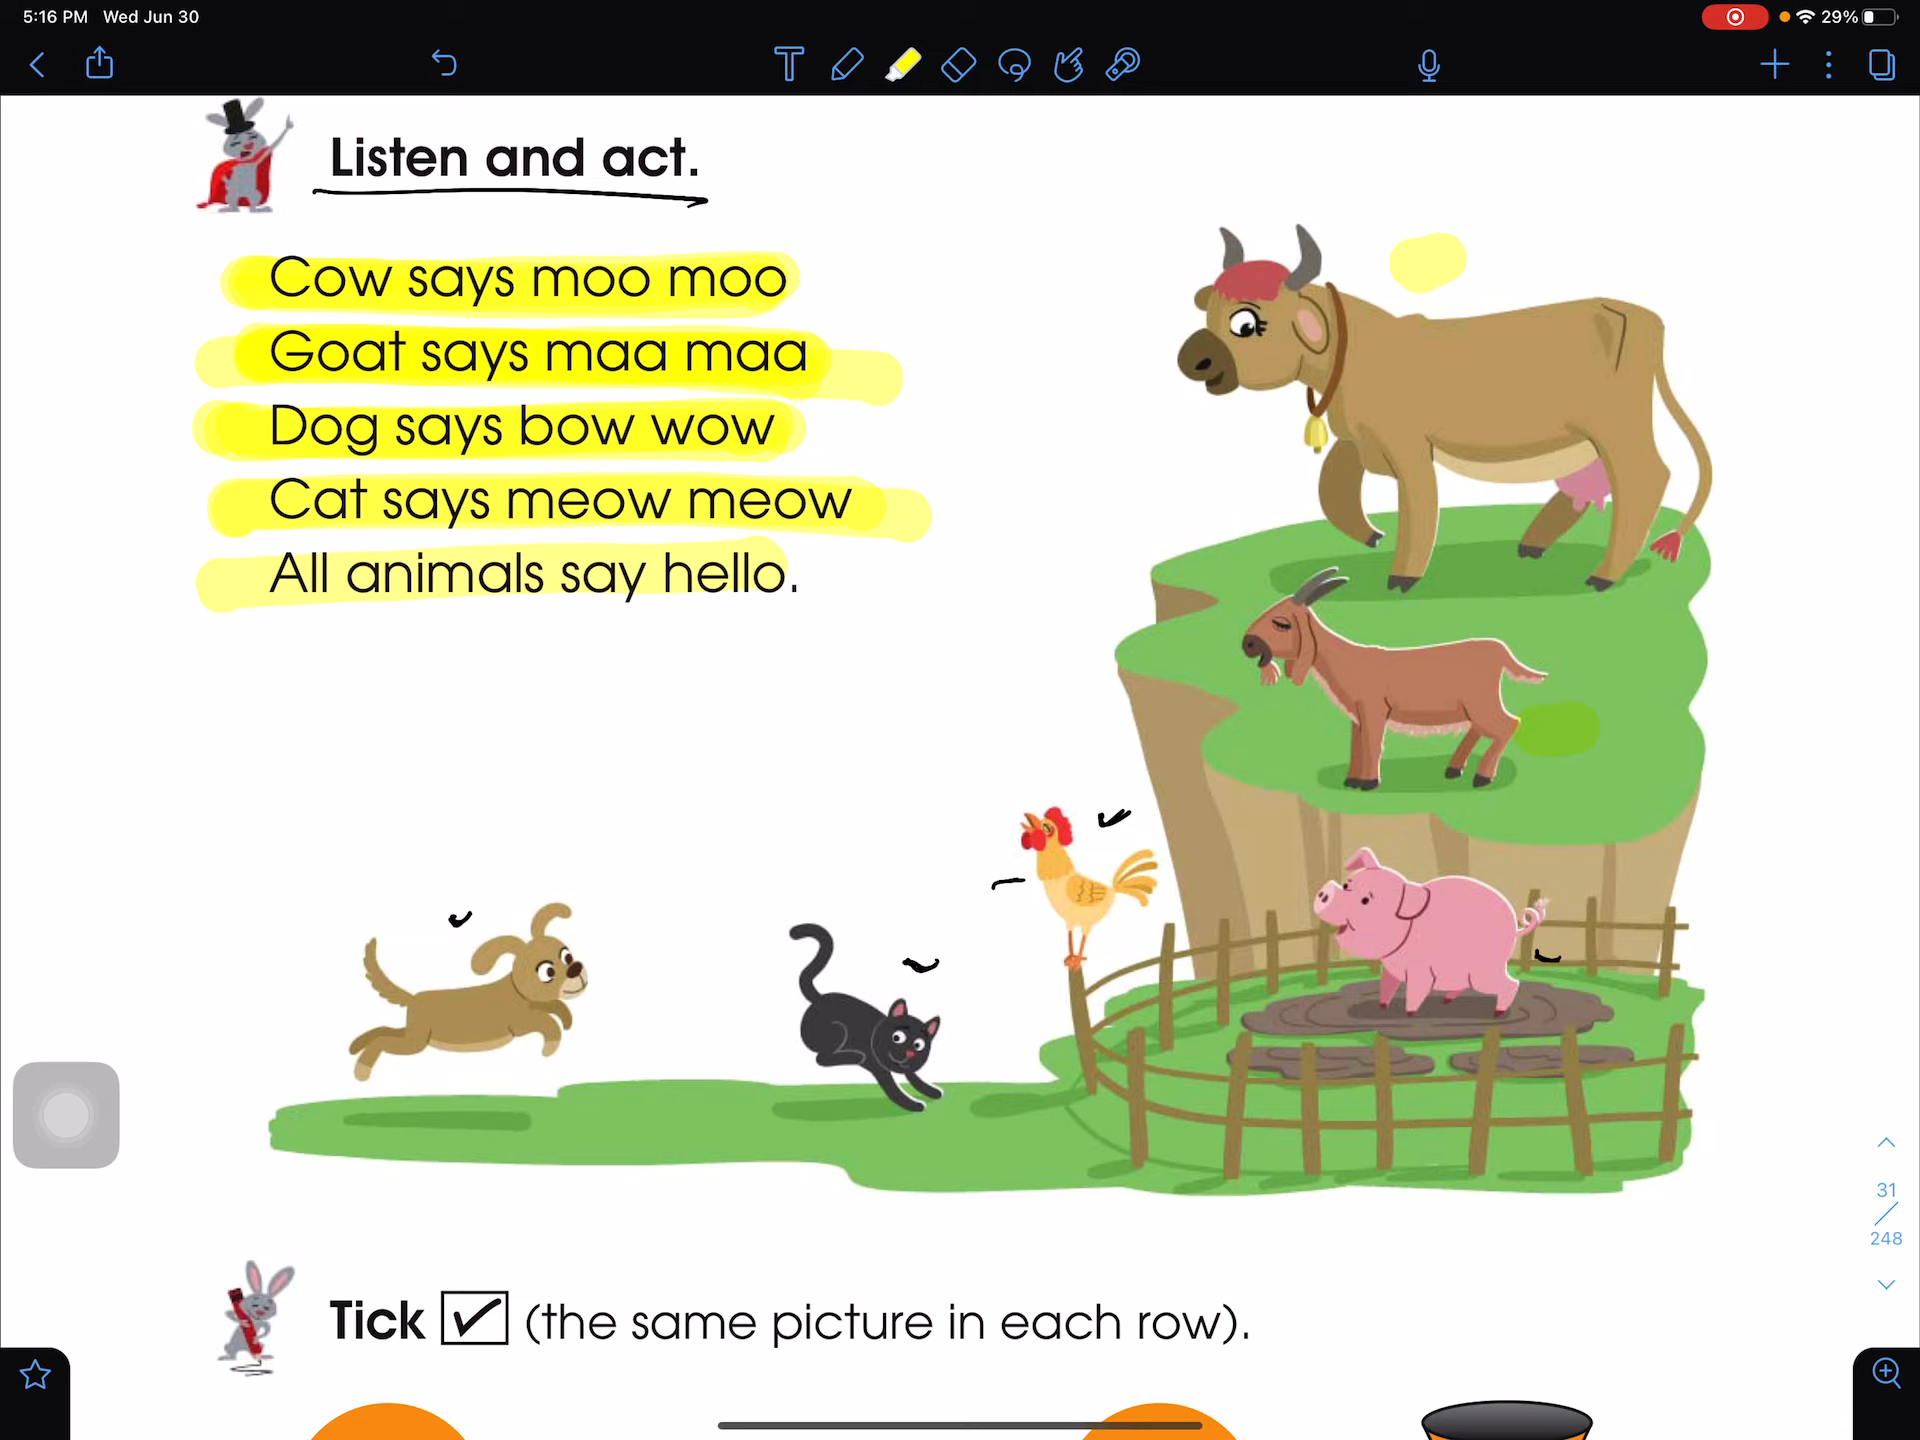 5:16 PM Wed Jun 30
29%
Listen and act.
Cow says moo moo
Goat says maa maa
Dog says bow wow
Cat says meow meow
All animals say hello.
31
/
248
Tick ✓ (the same picture in each row).